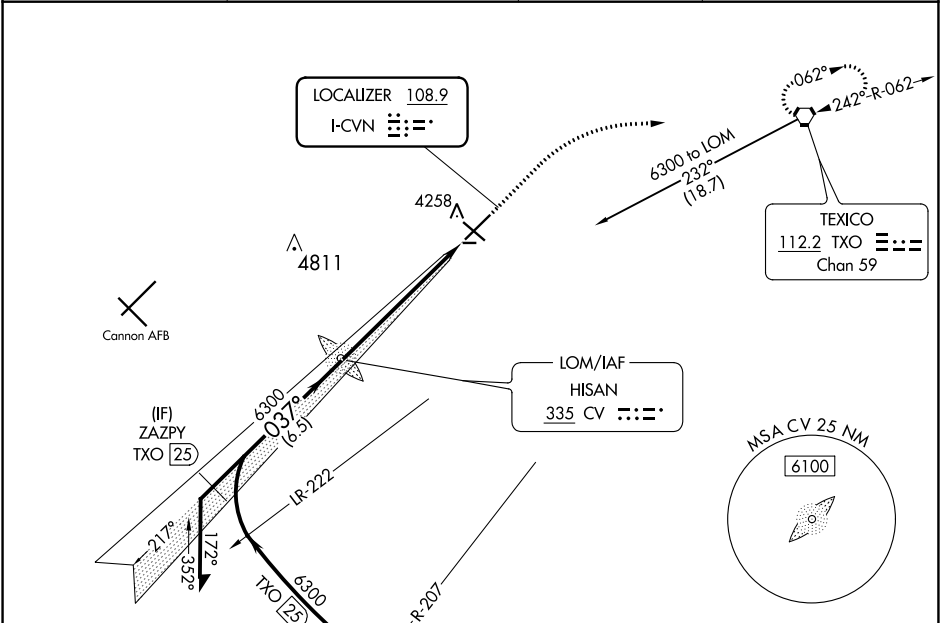 LOCALIZER 108.9
I-CVN
062°
242°
R-062
6300 to LOM
232°
(18.7)
4258
4811
TEXICO
112.2 TXO
Chan 59
Cannon AFB
LOM/IAF
HISAN
335 CV
(IF)
ZAZPY
TXO 25
6300
037°
(6.5)
LR-222
MSA CV 25 NM
6100
217°
352°
172°
6300
TXO 25
R-207